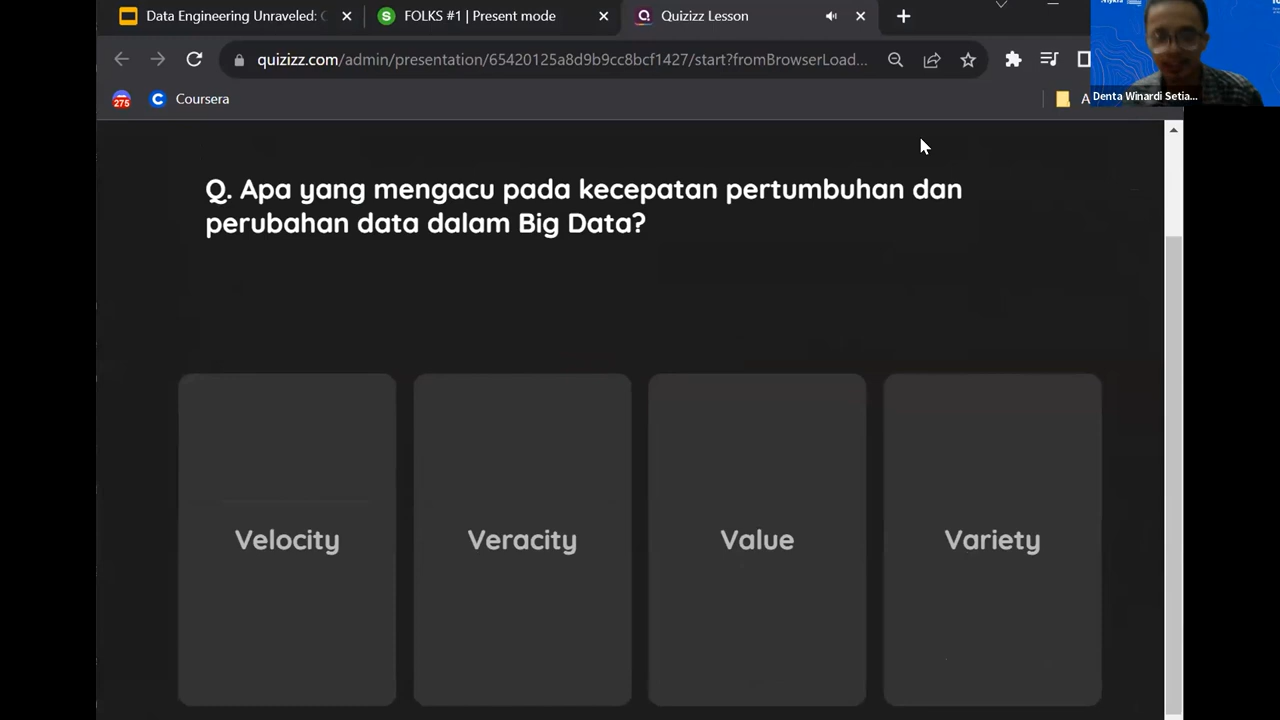 Data Engineering Unraveled:
FOLKS #1 | Present mode
Quizizz Lesson
quizizz.com/admin/presentation/65420125a8d9b9cc8bcf1427/start?fromBrowserLoad...
275
Coursera
Denta Winardi Setia...
Q. Apa yang mengacu pada kecepatan pertumbuhan dan
perubahan data dalam Big Data?
Velocity
Veracity
Value
Variety